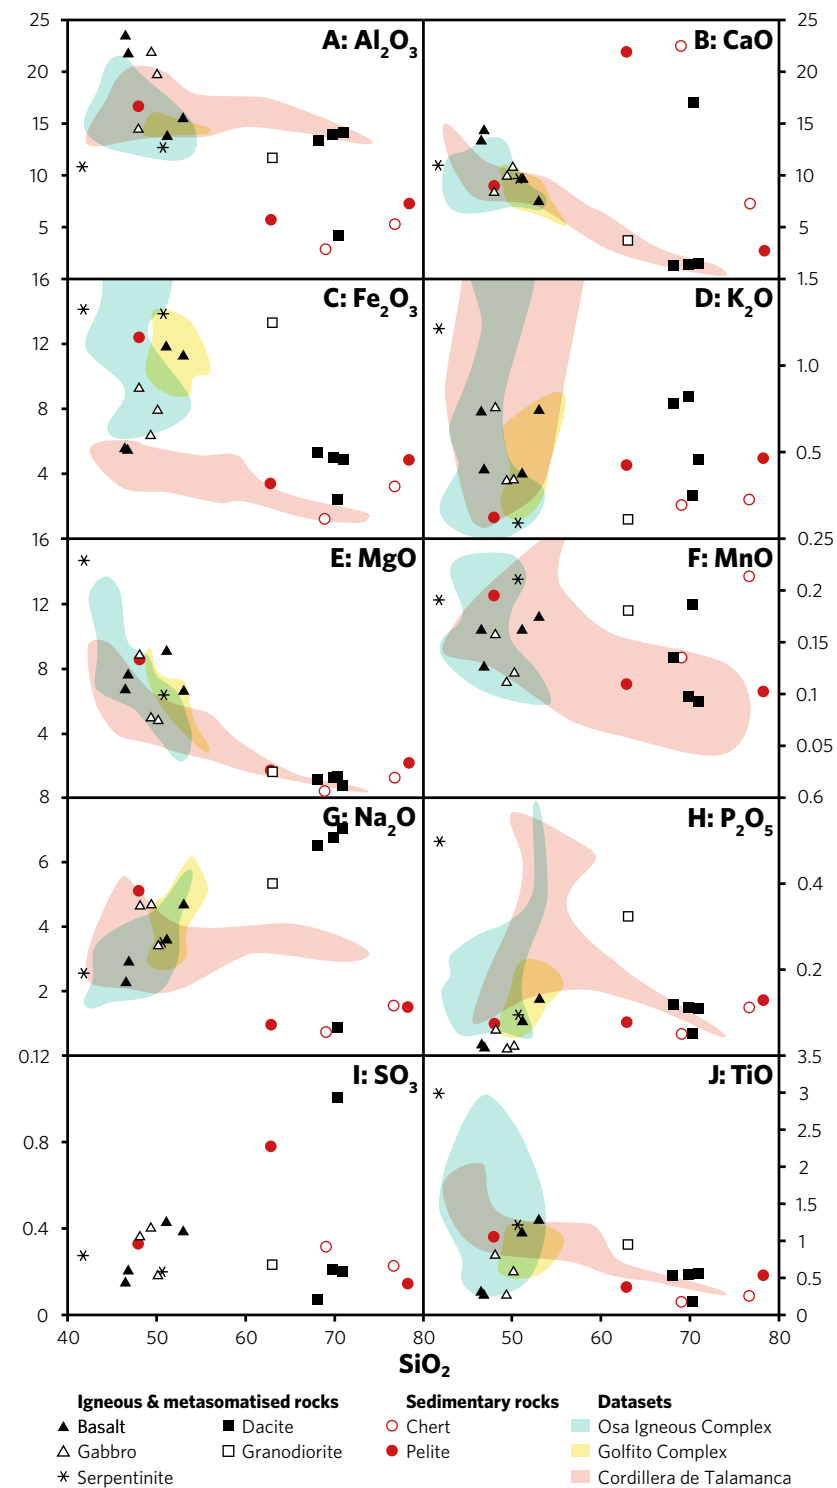 25
20
15
10
5
16
A: Al2O3
B: CaO
25
20
15
10
5
1.5
12
8
4
16
C: Fe2O3
D: K2O
1.0
0.5
0.25
12
8
4
8
E: MgO
F: MnO
0.2
0.15
0.1
0.05
0.6
6
4
2
0.12
G: Na2O
H: P2O5
0.4
0.2
3.5
0.8
0.4
0
I: SO3
J: TiO
3
2.5
2
1.5
1
0.5
0
40 50 60 70 80 50 60 70 80
SiO2
Igneous & metasomatised rocks Sedimentary rocks Datasets
Basalt Dacite Chert Osa Igneous Complex
Gabbro Granodiorite Pelite Golfito Complex
Serpentinite Cordillera de Talamanca